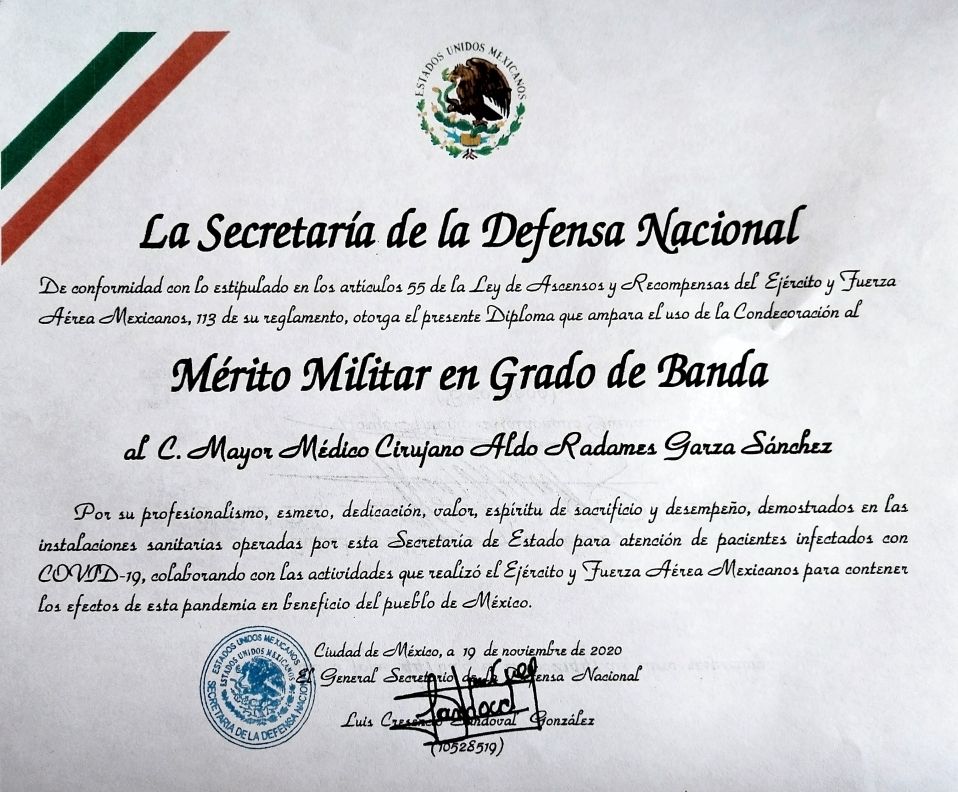 ESTADOS UNIDOS MEXICANOS
La Secretaría de la Defensa Nacional
De conformidad con lo estipulado en los artículos 55 de la Ley de Ascensos y Recompensas del Ejército y Fuerza
Aérea Mexicanos, 113 de su reglamento, otorga el presente Diploma que ampara el uso de la Condecoración al
Mérito Militar en Grado de Banda
al C. Mayor Médico Cirujano Aldo Radames Garza Sánchez
Por su profesionalismo, esmero, dedicación, valor, espíritu de sacrificio y desempeño, demostrados en las
instalaciones sanitarias operadas por esta Secretaria de Estado para atención de pacientes infectados con
COVID-19, colaborando con las actividades que realizó el Ejército y Fuerza Aérea Mexicanos para contener
los efectos de esta pandemia en beneficio del pueblo de México.
Ciudad de México, a 19 de noviembre de 2020
El General Secretario de la Defensa Nacional
Luis Cresencio Sandoval González
(10528519)
ESTADOS UNIDOS MEXICANOS
SECRETARIA DE LA DEFENSA NACIONAL
ESTADOS UNIDOS MEXICANOS